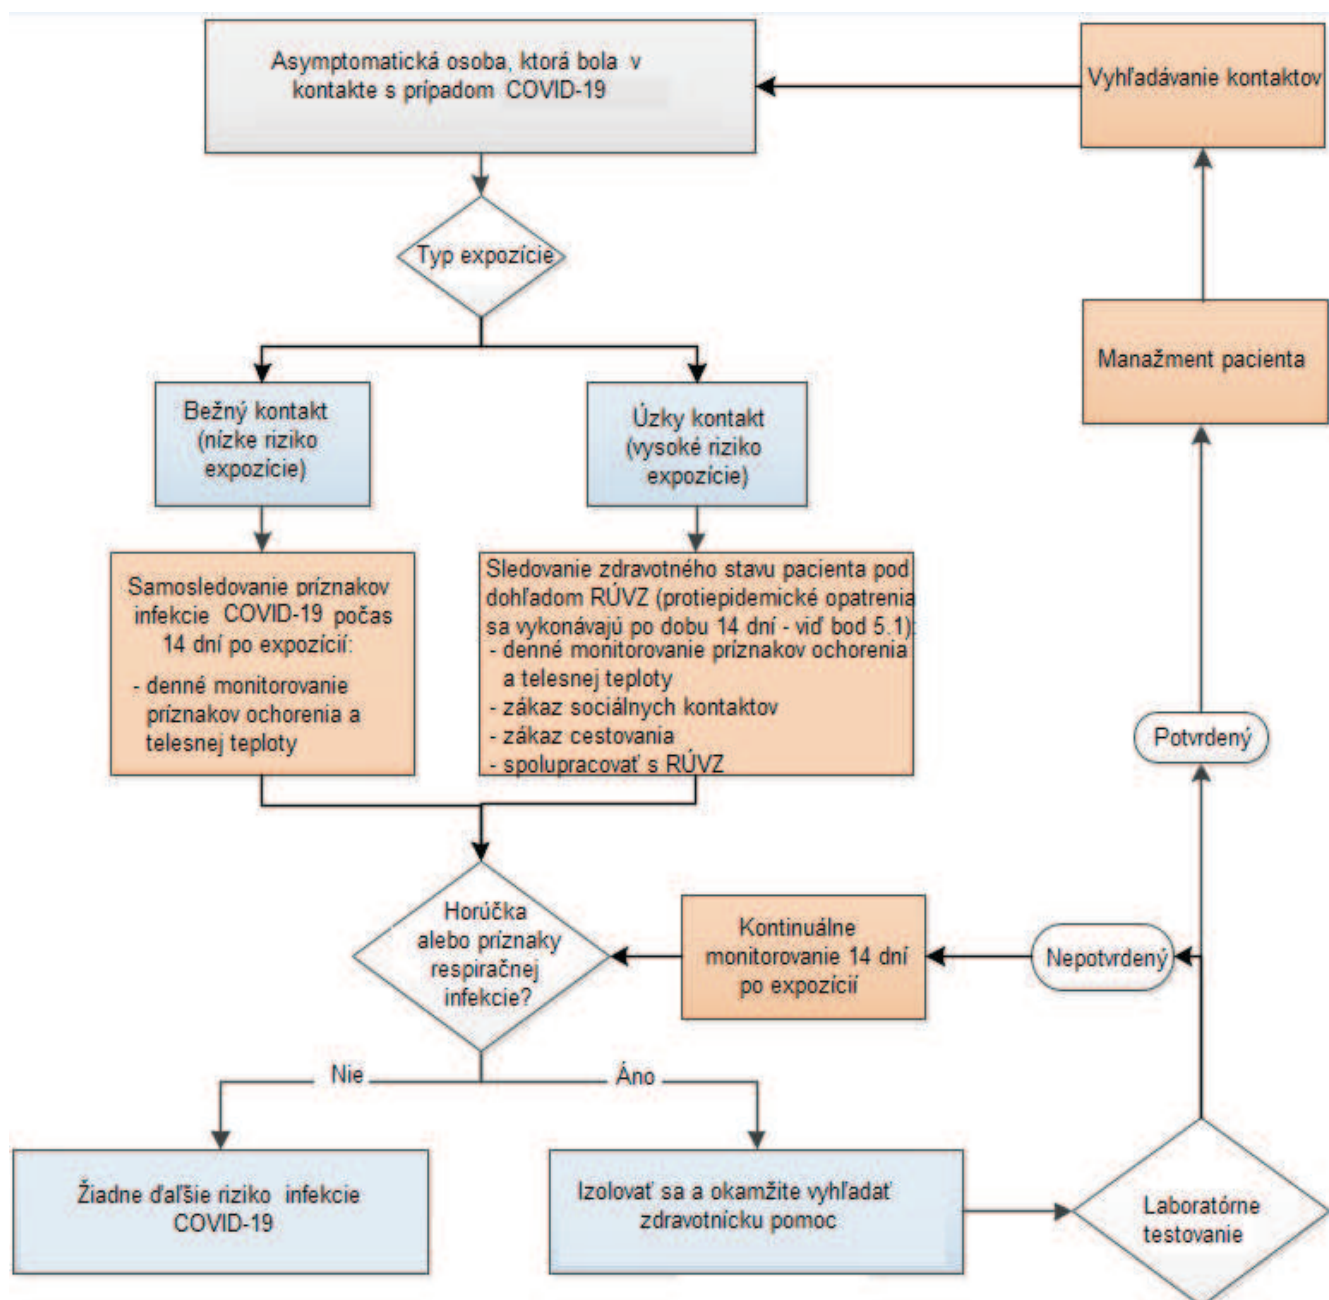 Asymptomatická osoba, ktorá bola v
kontakte s prípadom COVID-19
Vyhľadávanie kontaktov
Typ expozície
Manažment pacienta
Bežný kontakt
(nízke riziko
expozície)
Úzky kontakt
(vysoké riziko
expozície)
Samosledovanie príznakov
infekcie COVID-19 počas
14 dní po expozícií:
- denné monitorovanie
príznakov ochorenia a
telesnej teploty
Sledovanie zdravotného stavu pacienta pod
dohľadom RÚVZ (protiepidemické opatrenia
sa vykonávajú po dobu 14 dní - viď bod 5.1):
- denné monitorovanie príznakov ochorenia
a telesnej teploty
- zákaz sociálnych kontaktov
- zákaz cestovania
- spolupracovať s RÚVZ
Potvrdený
Horúčka
alebo príznaky
respiračnej
infekcie?
Kontinuálne
monitorovanie 14 dní
po expozícií
Nepotvrdený
Nie
Áno
Žiadne ďaľšie riziko infekcie
COVID-19
Izolovať sa a okamžite vyhľadať
zdravotnícku pomoc
Laboratórne
testovanie